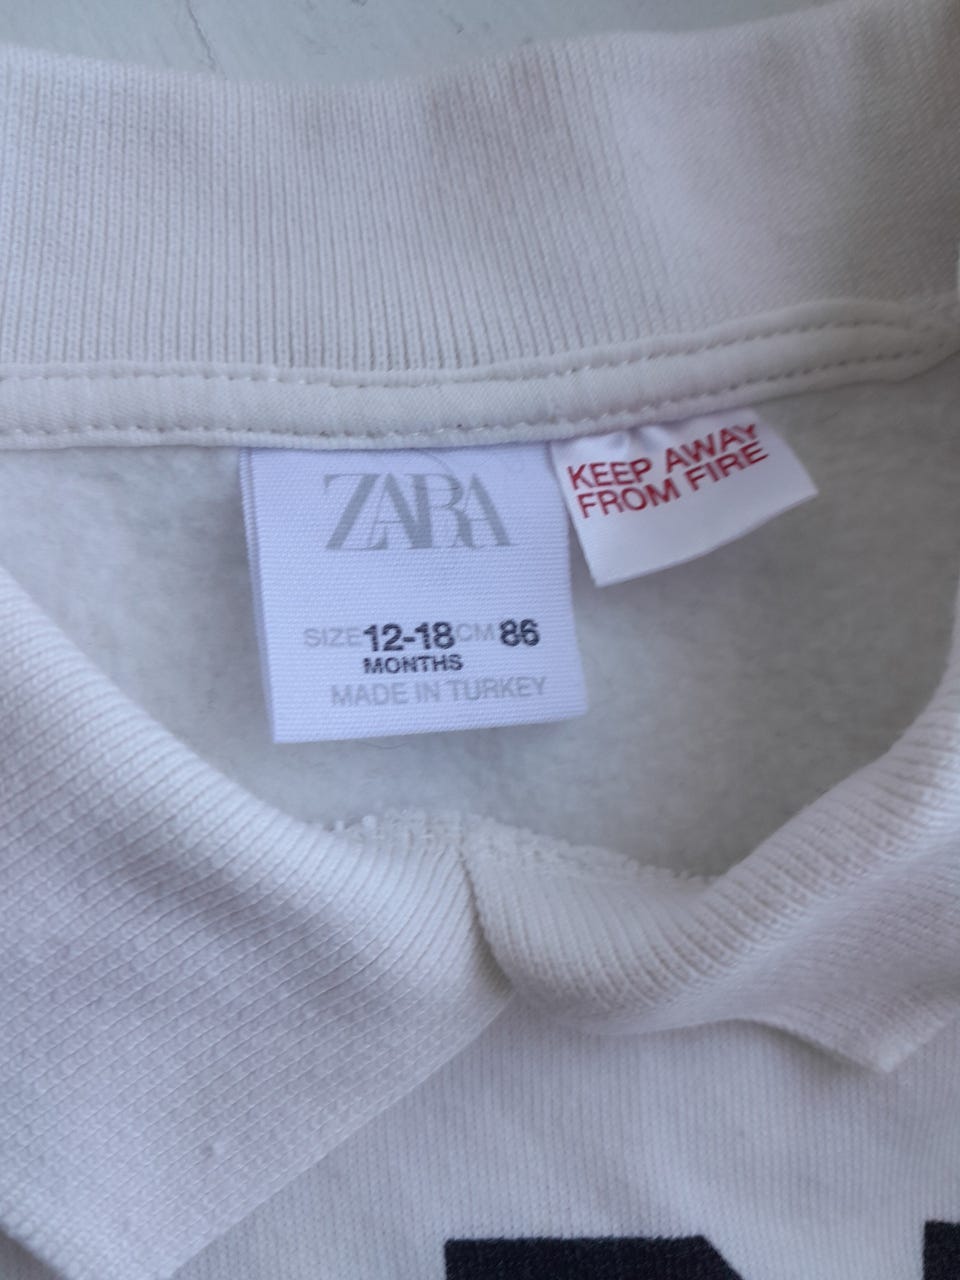 ZARA
KEEP AWAY
FROM FIRE
SIZE 12-18 CM 86
MONTHS
MADE IN TURKEY